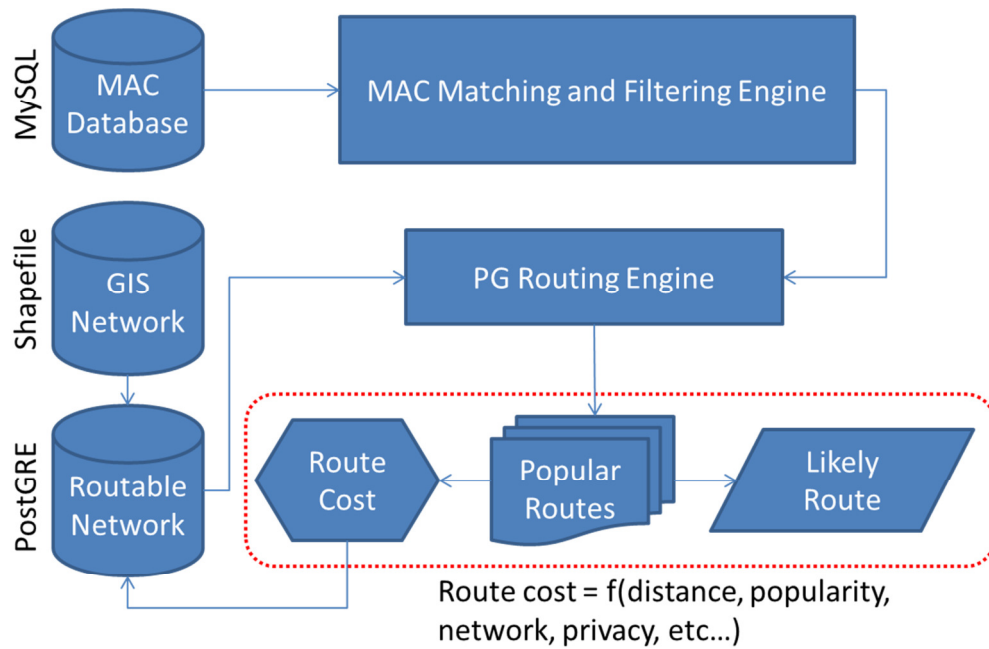 MySQL
MAC
Database
MAC Matching and Filtering Engine
Shapefile
GIS
Network
PG Routing Engine
PostGRE
Routable
Network
Route
Cost
Popular
Routes
Likely
Route
Route cost = f(distance, popularity,
network, privacy, etc...)